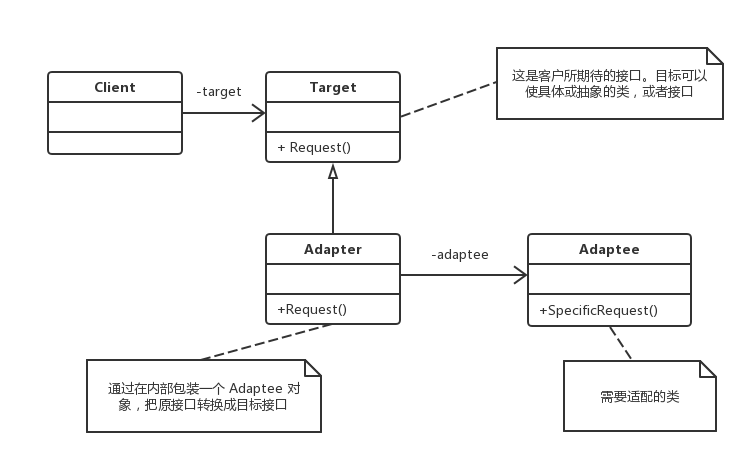 Client
-target
Target
+ Request()
这是客户所期待的接口。目标可以
使具体或抽象的类，或者接口
Adapter
+Request()
-adaptee
Adaptee
+SpecificRequest()
通过在内部包装一个 Adaptee 对
象，把原接口转换成目标接口
需要适配的类